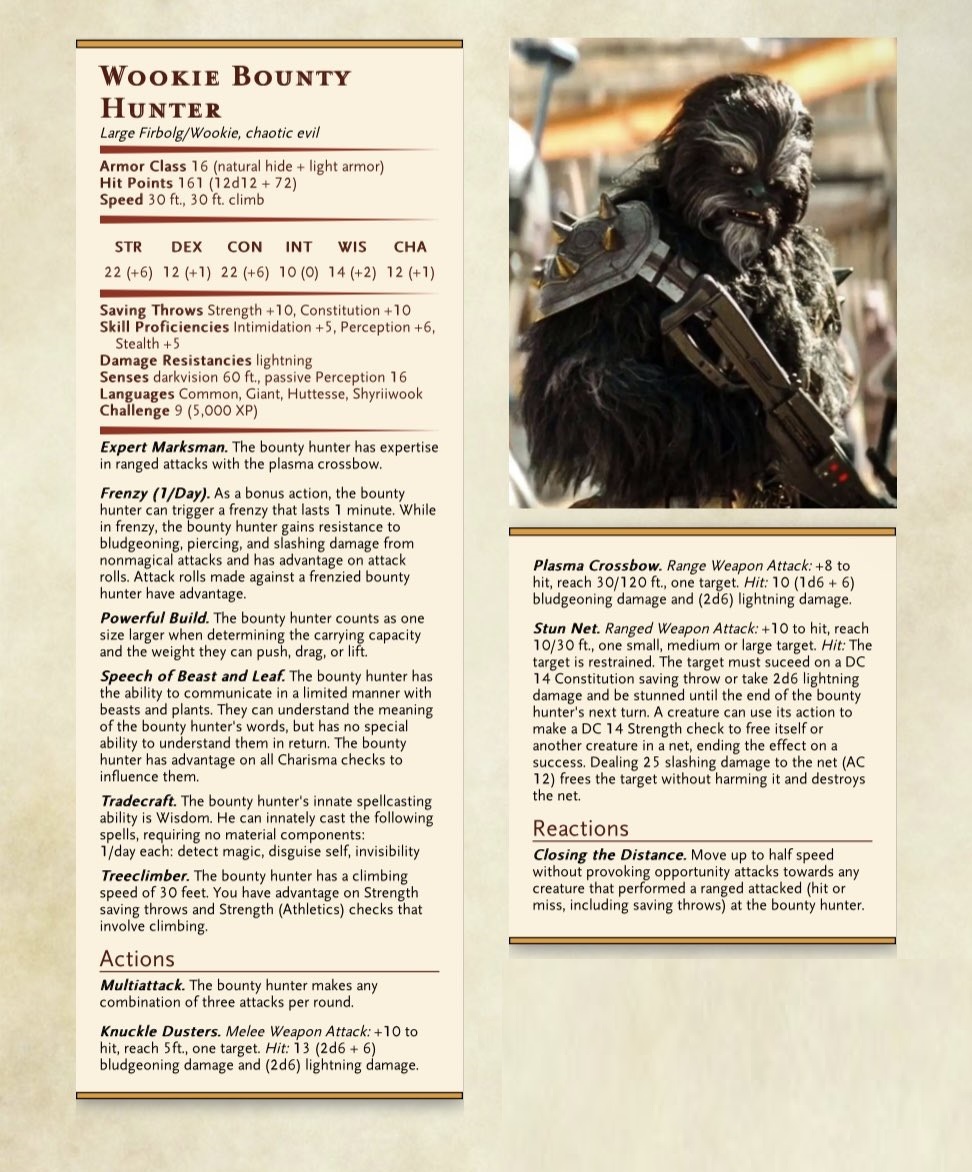 Wookie Bounty
Hunter
Large Firbolg/Wookie, chaotic evil
Armor Class 16 (natural hide + light armor)
Hit Points 161 (12d12 + 72)
Speed 30 ft., 30 ft. climb
STR DEX CON INT WIS CHA
22 (+6) 12 (+1) 22 (+6) 10 (0) 14 (+2) 12 (+1)
Saving Throws Strength +10, Constitution +10
Skill Proficiencies Intimidation +5, Perception +6,
Stealth +5
Damage Resistancies lightning
Senses darkvision 60 ft., passive Perception 16
Languages Common, Giant, Huttesse, Shyriiwook
Challenge 9 (5,000 XP)
Expert Marksman. The bounty hunter has expertise
in ranged attacks with the plasma crossbow.
Frenzy (1/Day). As a bonus action, the bounty
hunter can trigger a frenzy that lasts 1 minute. While
in frenzy, the bounty hunter gains resistance to
bludgeoning, piercing, and slashing damage from
nonmagical attacks and has advantage on attack
rolls. Attack rolls made against a frenzied bounty
hunter have advantage.
Powerful Build. The bounty hunter counts as one
size larger when determining the carrying capacity
and the weight they can push, drag, or lift.
Speech of Beast and Leaf. The bounty hunter has
the ability to communicate in a limited manner with
beasts and plants. They can understand the meaning
of the bounty hunter's words, but has no special
ability to understand them in return. The bounty
hunter has advantage on all Charisma checks to
influence them.
Tradecraft. The bounty hunter's innate spellcasting
ability is Wisdom. He can innately cast the following
spells, requiring no material components:
1/day each: detect magic, disguise self, invisibility
Treeclimber. The bounty hunter has a climbing
speed of 30 feet. You have advantage on Strength
saving throws and Strength (Athletics) checks that
involve climbing.
Actions
Multiattack. The bounty hunter makes any
combination of three attacks per round.
Knuckle Dusters. Melee Weapon Attack: +10 to
hit, reach 5ft., one target. Hit: 13 (2d6 + 6)
bludgeoning damage and (2d6) lightning damage.
Plasma Crossbow. Range Weapon Attack: +8 to
hit, reach 30/120 ft., one target. Hit: 10 (1d6 + 6)
bludgeoning damage and (2d6) lightning damage.
Stun Net. Ranged Weapon Attack: +10 to hit, reach
10/30 ft., one small, medium or large target. Hit: The
target is restrained. The target must suceed on a DC
14 Constitution saving throw or take 2d6 lightning
damage and be stunned until the end of the bounty
hunter's next turn. A creature can use its action to
make a DC 14 Strength check to free itself or
another creature in a net, ending the effect on a
success. Dealing 25 slashing damage to the net (AC
12) frees the target without harming it and destroys
the net.
Reactions
Closing the Distance. Move up to half speed
without provoking opportunity attacks towards any
creature that performed a ranged attacked (hit or
miss, including saving throws) at the bounty hunter.